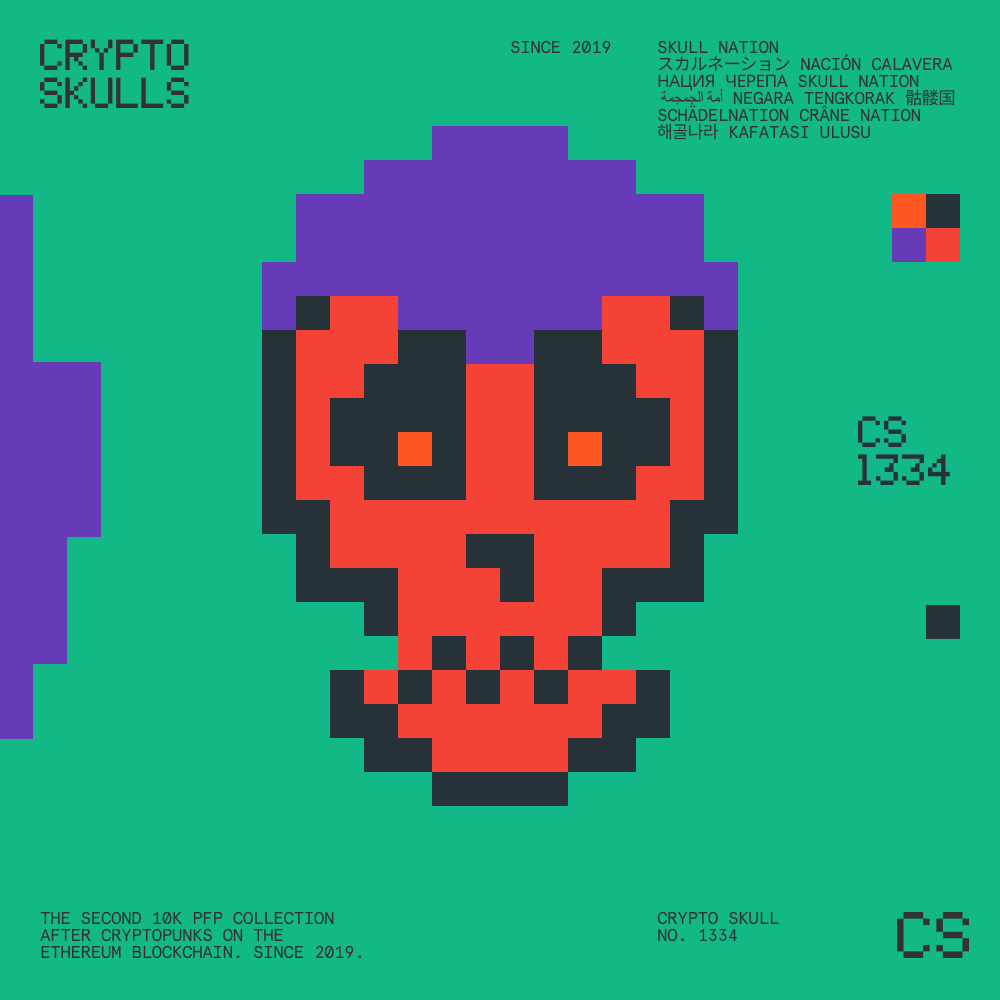 CRYPTO
SKULLS
SINCE 2019
SKULL NATION
スカルネーション NACIÓN CALAVERA
НАЦИЯ ЧЕРЕПА SKULL NATION
أمة الجمجمة NEGARA TENGKORAK 骷髅国
SCHÄDELNATION CRÂNE NATION
해골나라 KAFATASI ULUSU
CS
1334
THE SECOND 10K PFP COLLECTION
AFTER CRYPTOPUNKS ON THE
ETHEREUM BLOCKCHAIN. SINCE 2019.
CRYPTO SKULL
NO. 1334
CS